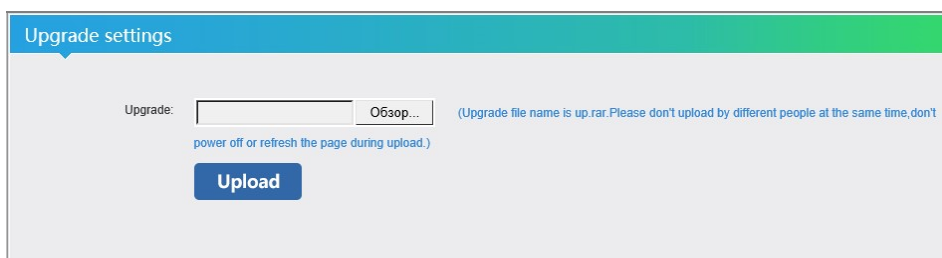 Upgrade settings
Upgrade: Обзор... (Upgrade file name is up.rar.Please don't upload by different people at the same time,don't
power off or refresh the page during upload.)
Upload